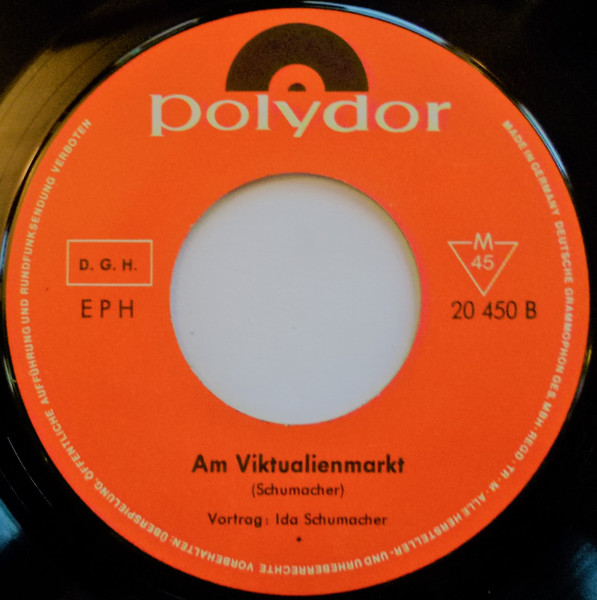 polydor
D. G. H.
EPH
M
45
20 450 B
Am Viktualienmarkt
(Schumacher)
Vortrag: Ida Schumacher
MADE IN GERMANY DEUTSCHE GRAMMOPHON GES. MBH · REGD · TR · M · ALLE HERSTELLER- UND URHEBERRECHTE VORBEHALTEN: ÜBERSPIELUNG, ÖFFENTLICHE AUFFÜHRUNG UND RUNDFUNKSENDUNG VERBOTEN